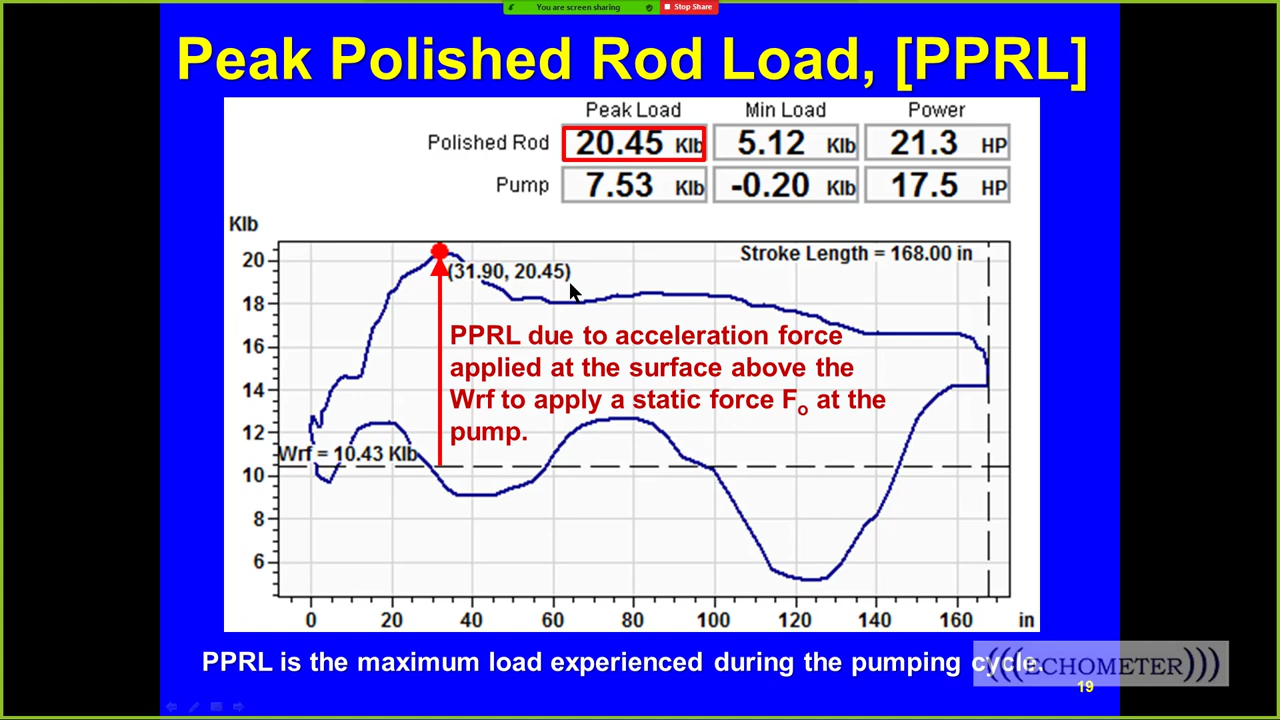 You are screen sharing
Stop Share
Peak Polished Rod Load, [PPRL]
Peak Load Min Load Power
Polished Rod 20.45 Klb 5.12 Klb 21.3 HP
Pump 7.53 Klb -0.20 Klb 17.5 HP
Klb
Stroke Length = 168.00 in
20
(31.90, 20.45)
18
PPRL due to acceleration force
16
applied at the surface above the
14
Wrf to apply a static force Fo at the
12
pump.
Wrf = 10.43 Klb
10
8
6
0 20 40 60 80 100 120 140 160 in
PPRL is the maximum load experienced during the pumping cycle.
(((ECHOMETER)))
19